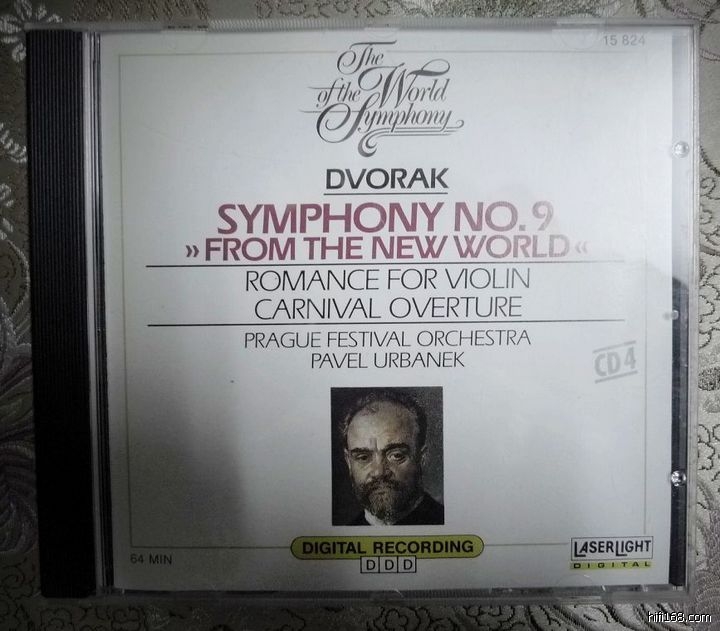 15 824
The World
of the Symphony
DVORAK
SYMPHONY NO. 9
»FROM THE NEW WORLD«
ROMANCE FOR VIOLIN
CARNIVAL OVERTURE
PRAGUE FESTIVAL ORCHESTRA
PAVEL URBANEK
CD 4
64 MIN
DIGITAL RECORDING
DDD
LASERLIGHT
DIGITAL
hifi168.com